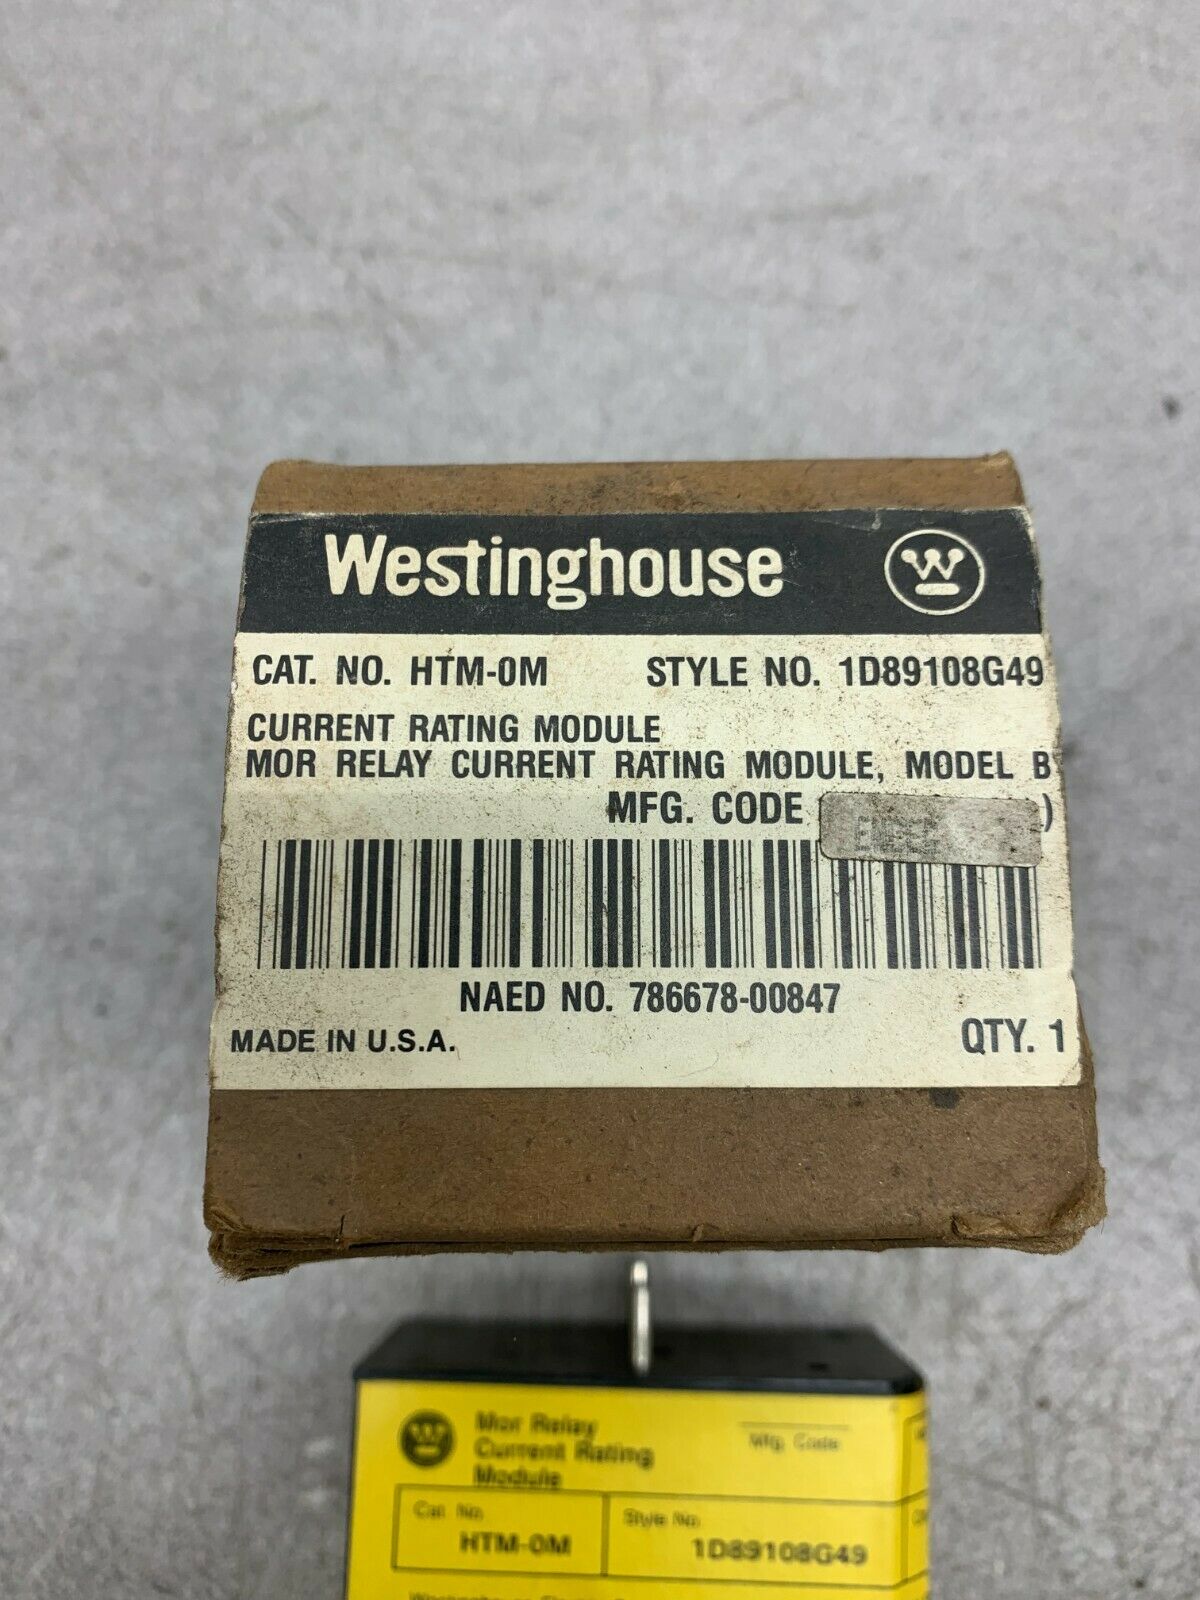 Westinghouse W
CAT. NO. HTM-0M STYLE NO. 1D89108G49
CURRENT RATING MODULE
MOR RELAY CURRENT RATING MODULE, MODEL B
MFG. CODE )
NAED NO. 786678-00847
MADE IN U.S.A. QTY. 1
W
Mor Relay
Current Rating
Module
Mfg. Code
Cat. No.
HTM-0M
Style No.
1D89108G49